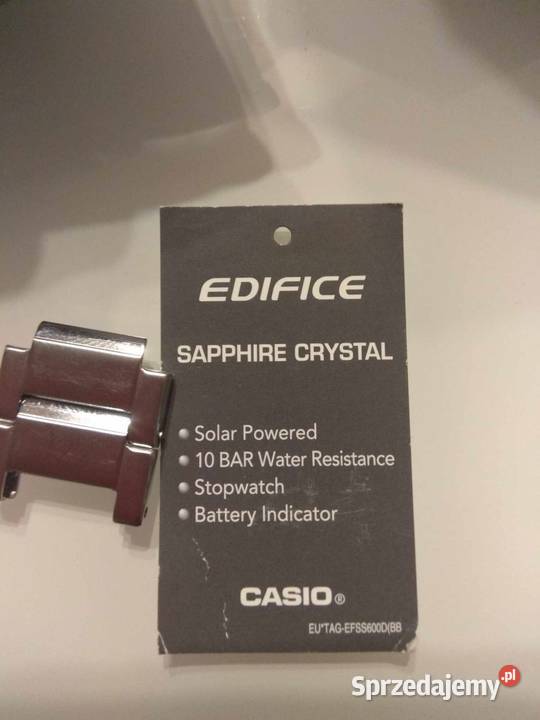 EDIFICE
SAPPHIRE CRYSTAL
• Solar Powered
• 10 BAR Water Resistance
• Stopwatch
• Battery Indicator
CASIO®
EU*TAG-EFSS600D(BB
Sprzedajemy.pl